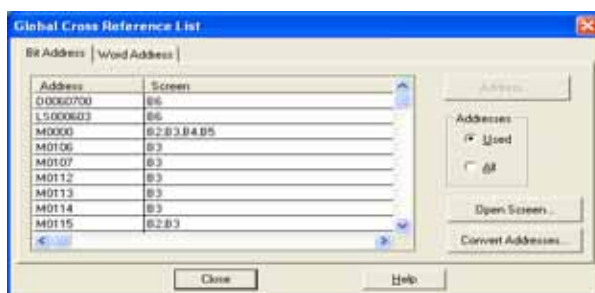 Global Cross Reference List
Bit Address Word Address
Address Screen
D0060700 B6
LS000603 B6
M0000 B2,B3,B4,B5
M0106 B3
M0107 B3
M0112 B3
M0113 B3
M0114 B3
M0115 B2,B3
Address
Addresses
Used
All
Open Screen...
Convert Addresses...
Close Help